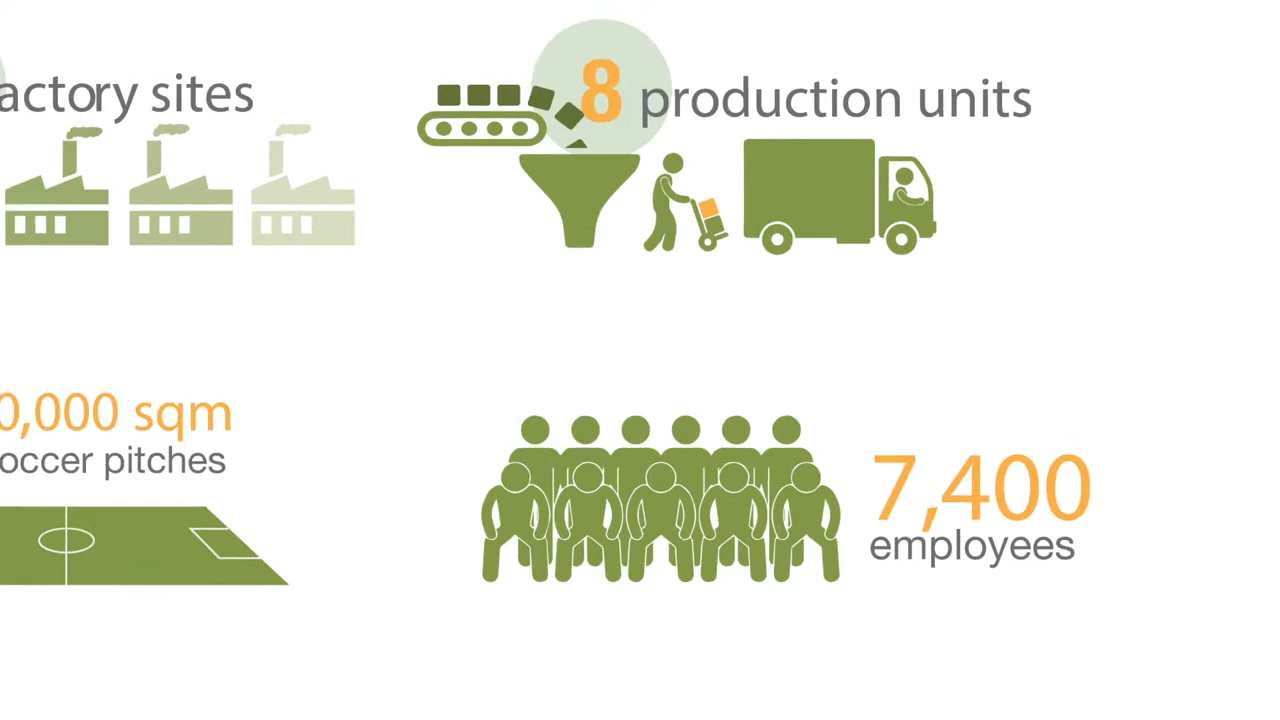 actory sites
8 production units
0,000 sqm
occer pitches
7,400
employees